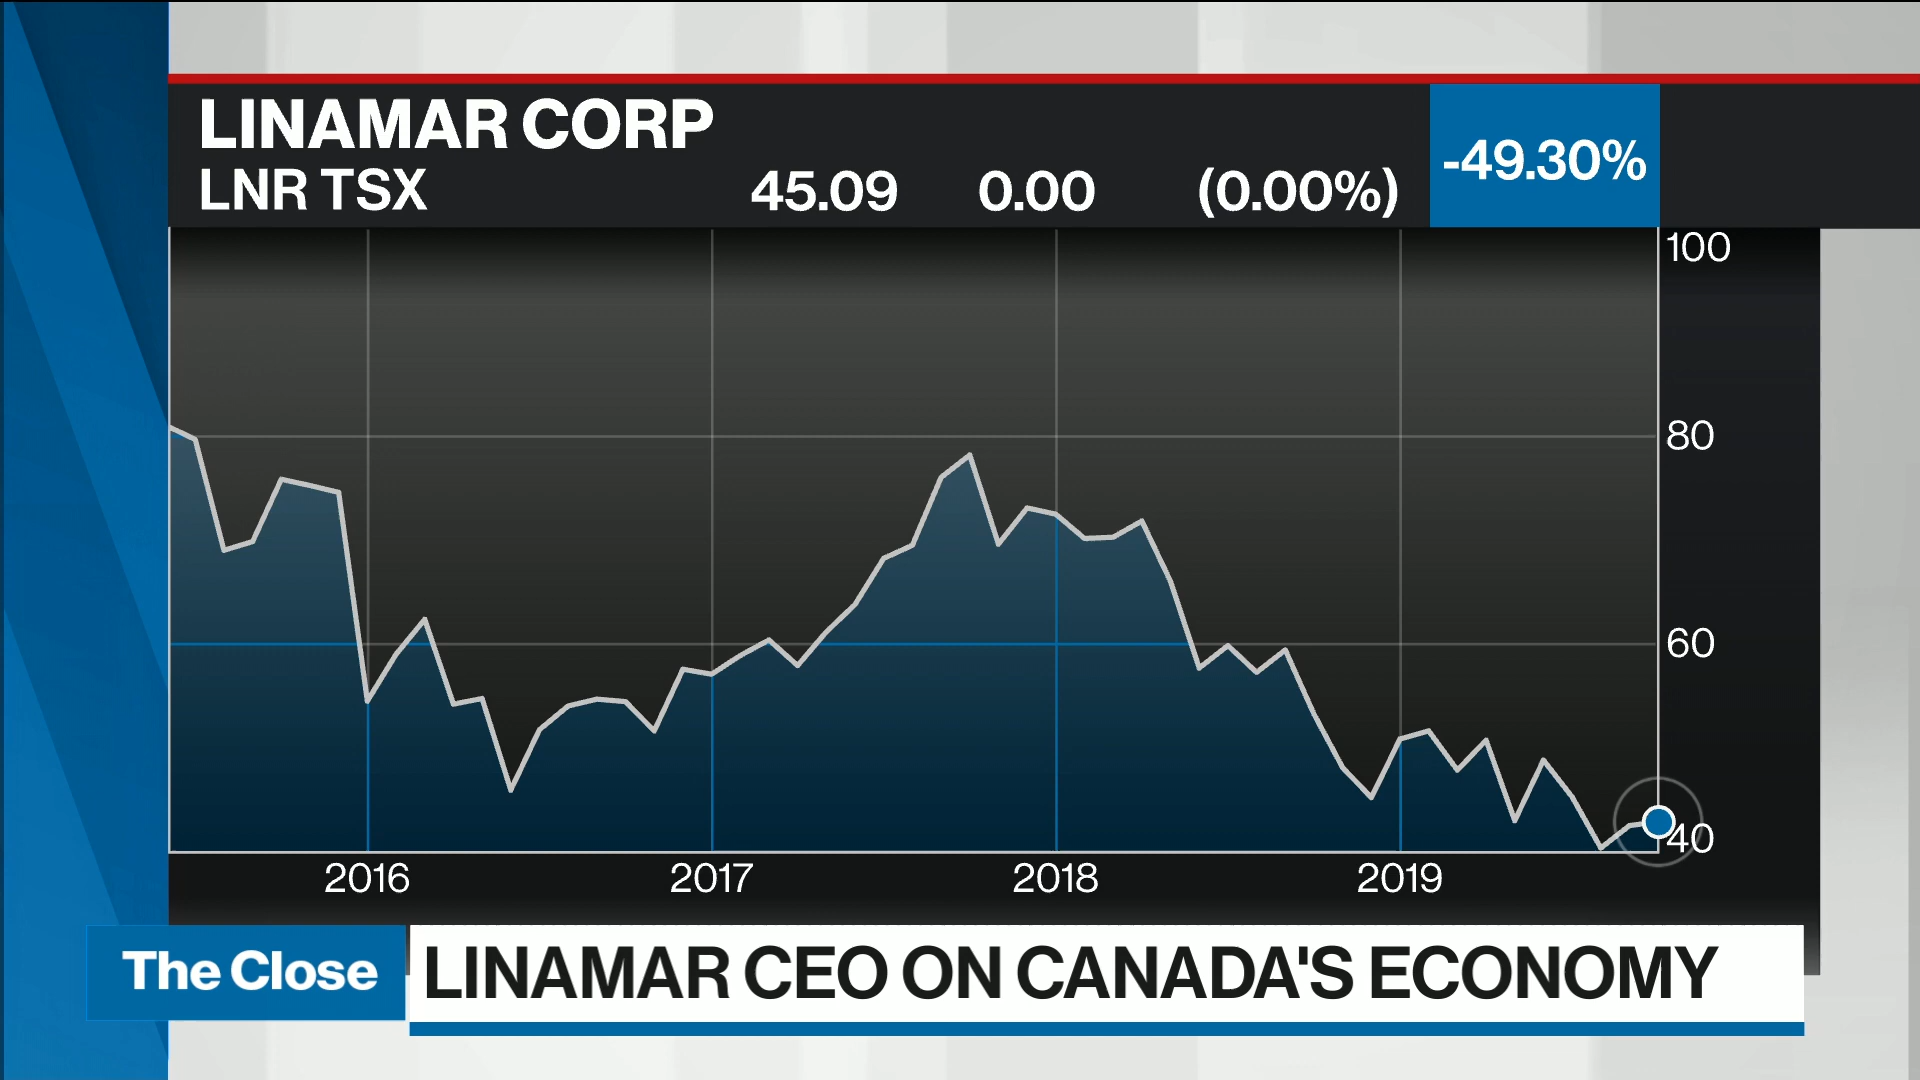 LINAMAR CORP
LNR TSX 45.09 0.00 (0.00%) -49.30%
100
80
60
40
2016 2017 2018 2019
The Close LINAMAR CEO ON CANADA'S ECONOMY